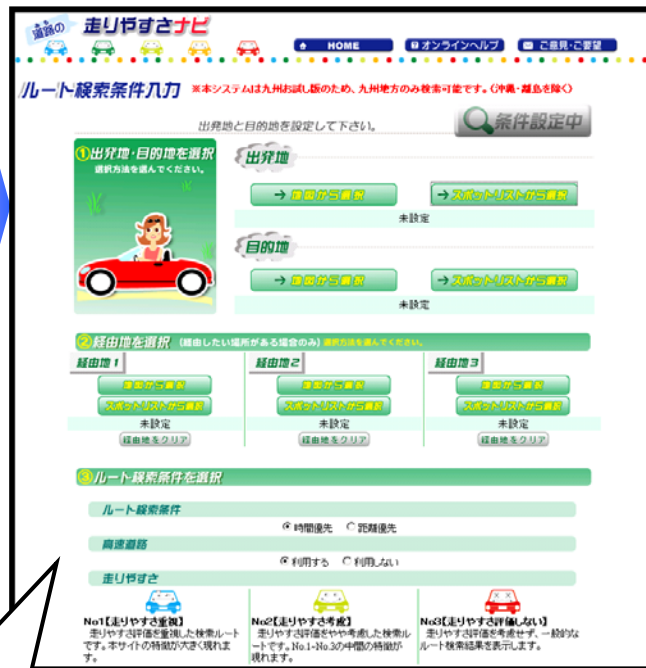 道路の 走りやすさナビ
HOME オンラインヘルプ ご意見・ご要望
ルート検索条件入力 ※本システムは九州お試し版のため、九州地方のみ検索可能です。(沖縄・離島を除く)
出発地と目的地を設定して下さい。 条件設定中
①出発地・目的地を選択
選択方法を選んでください。
出発地
→ 地図から選択 → スポットリストから選択
未設定
目的地
→ 地図から選択 → スポットリストから選択
未設定
②経由地を選択 (経由したい場所がある場合のみ) 選択方法を選んでください。
経由地1 経由地2 経由地3
地図から選択 地図から選択 地図から選択
スポットリストから選択 スポットリストから選択 スポットリストから選択
未設定 未設定 未設定
経由地をクリア 経由地をクリア 経由地をクリア
③ルート検索条件を選択
ルート検索条件
時間優先 距離優先
高速道路
利用する 利用しない
走りやすさ
No1【走りやすさ重視】
走りやすさ評価を重視した検索ルート
です。本サイトの特徴が大きく現れま
す。
No2【走りやすさ考慮】
走りやすさ評価をやや考慮した検索ル
ートです。No.1~No.3の中間の特徴が
現れます。
No3【走りやすさ評価しない】
走りやすさ評価を考慮せず、一般的な
ルート検索結果を表示します。